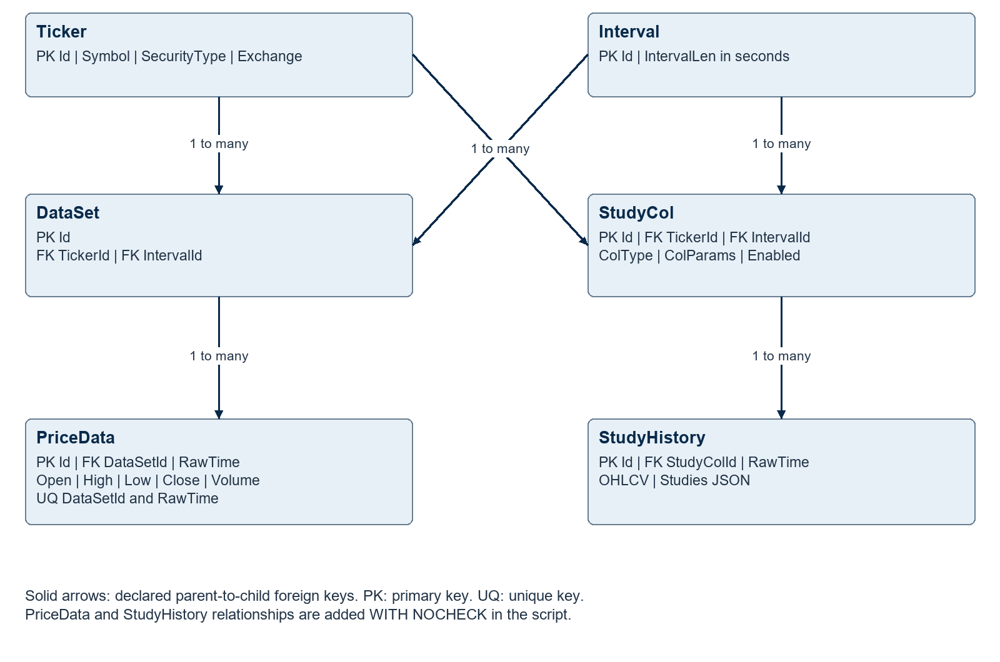 Ticker
PK Id | Symbol | SecurityType | Exchange
Interval
PK Id | IntervalLen in seconds
1 to many
1 to many
1 to many
DataSet
PK Id
FK TickerId | FK IntervalId
StudyCol
PK Id | FK TickerId | FK IntervalId
ColType | ColParams | Enabled
1 to many
1 to many
PriceData
PK Id | FK DataSetId | RawTime
Open | High | Low | Close | Volume
UQ DataSetId and RawTime
StudyHistory
PK Id | FK StudyColId | RawTime
OHLCV | Studies JSON
Solid arrows: declared parent-to-child foreign keys. PK: primary key. UQ: unique key.
PriceData and StudyHistory relationships are added WITH NOCHECK in the script.